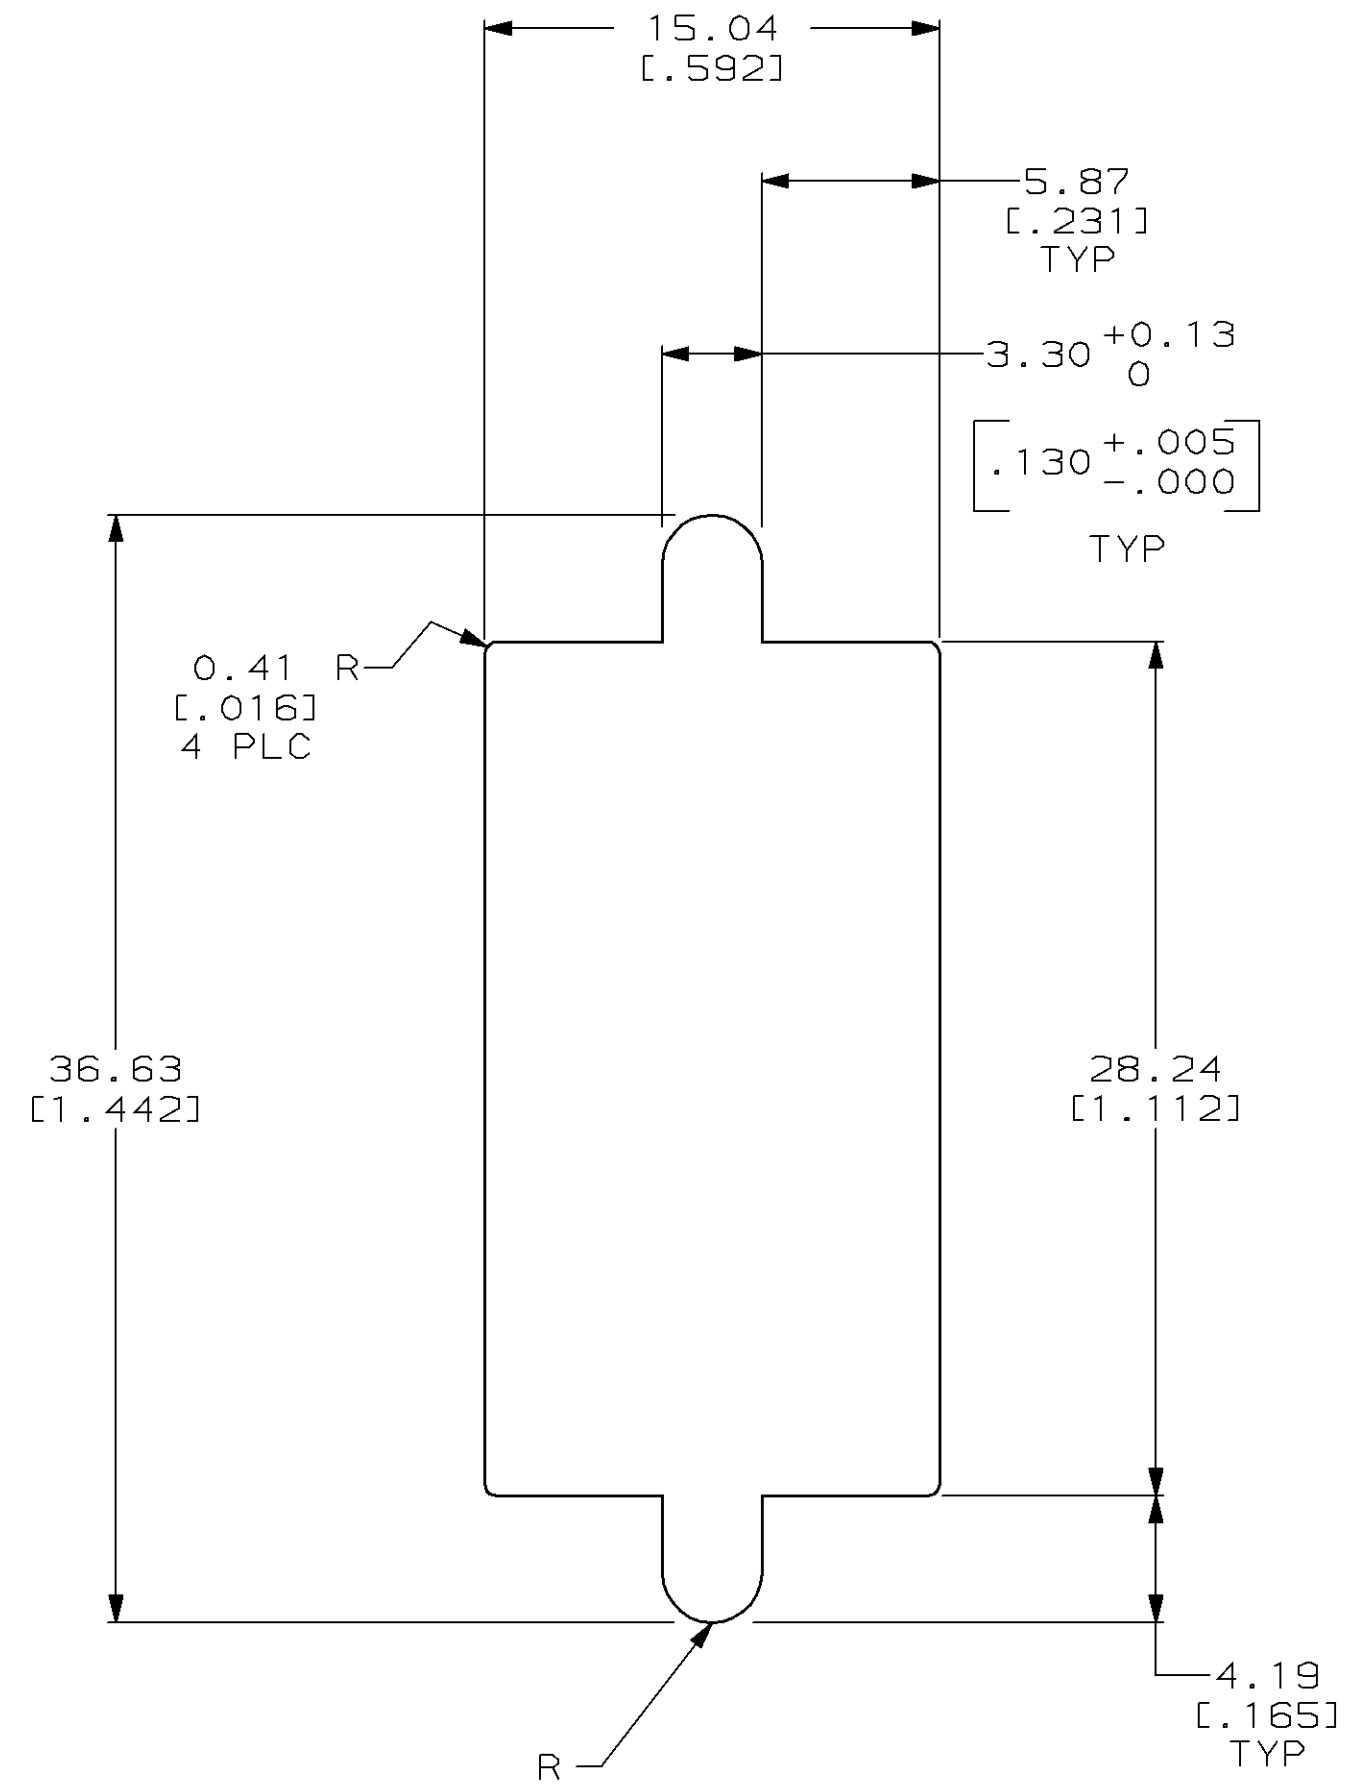 15.04
[.592]
5.87
[.231]
TYP
3.30 +0.13
0
.130 +.005
-.000
TYP
0.41 R
[.016]
4 PLC
36.63
[1.442]
28.24
[1.112]
4.19
[.165]
TYP
R